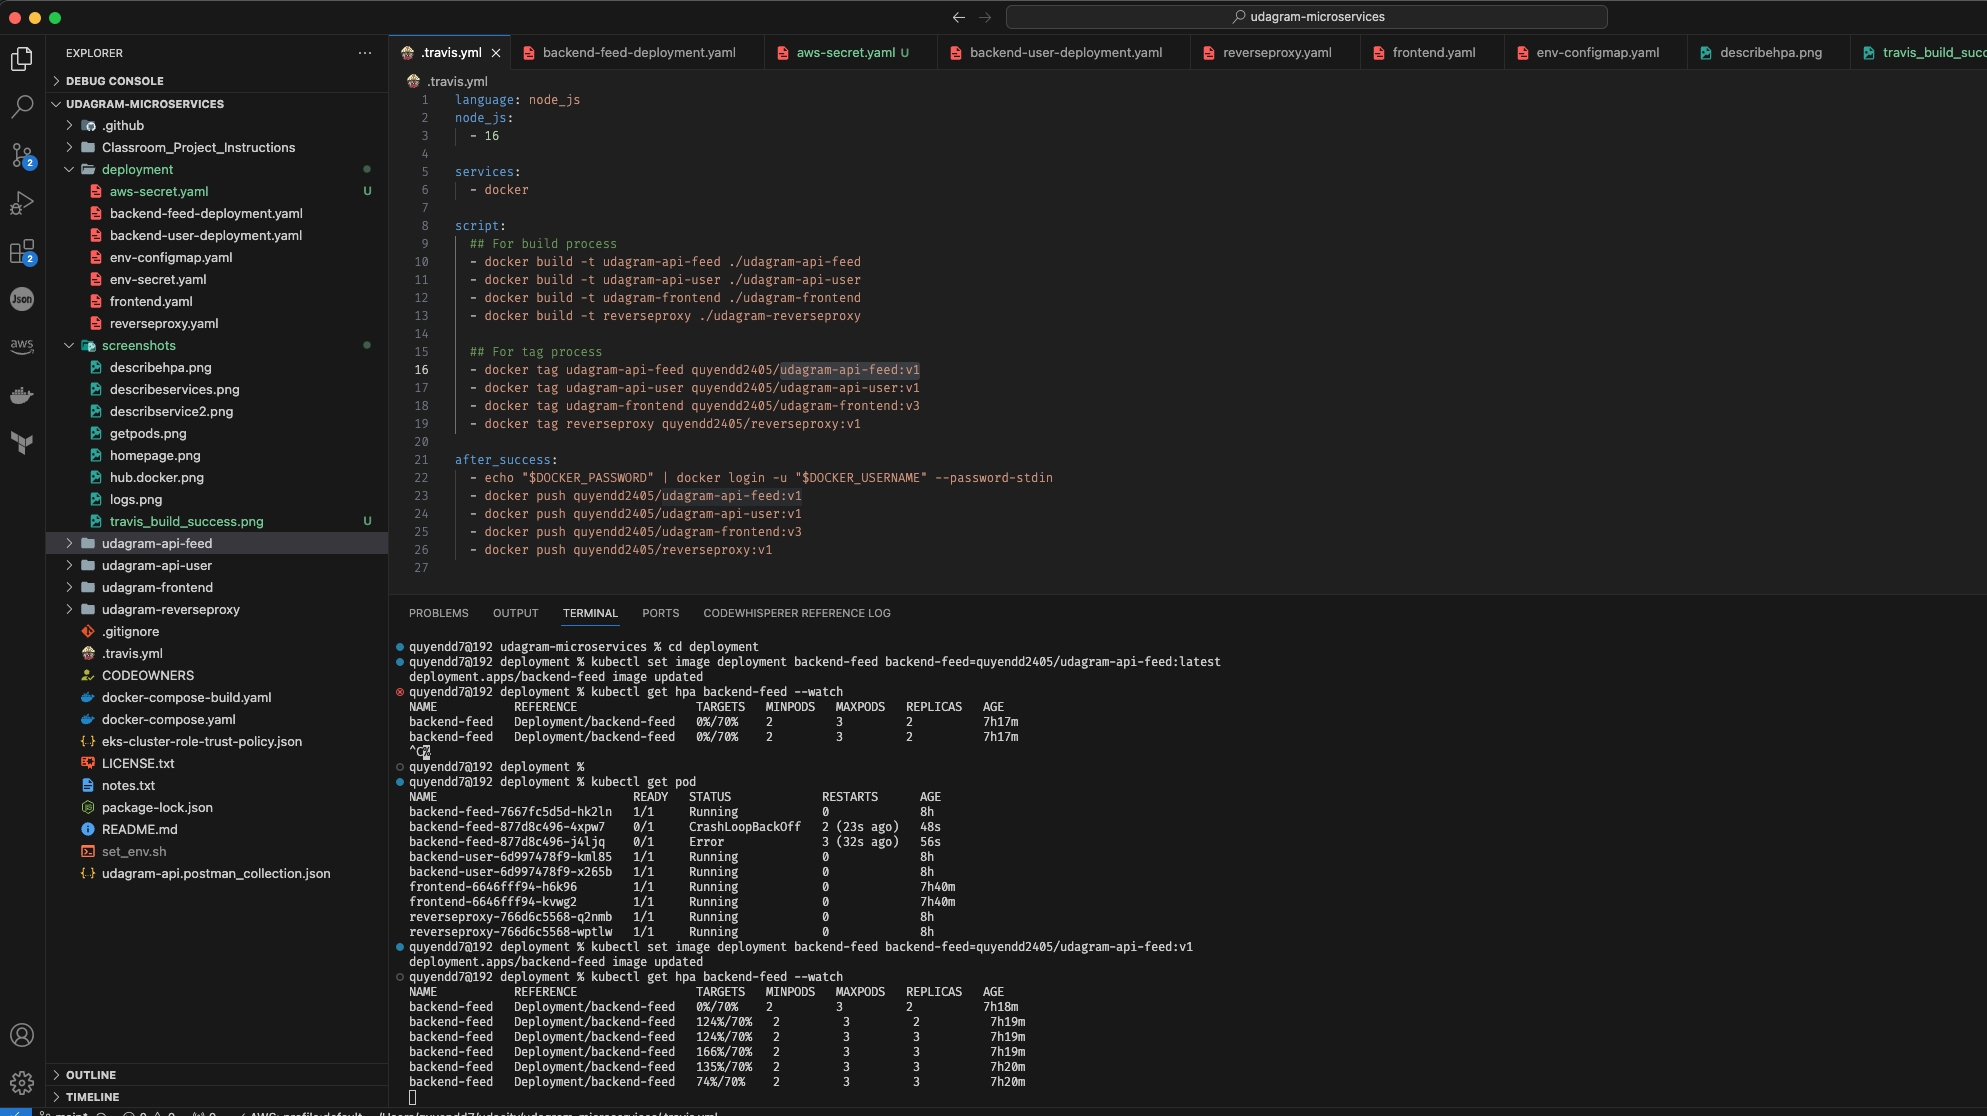 udagram-microservices
EXPLORER
DEBUG CONSOLE
UDAGRAM-MICROSERVICES
.github
Classroom_Project_Instructions
deployment
aws-secret.yaml U
backend-feed-deployment.yaml
backend-user-deployment.yaml
env-configmap.yaml
env-secret.yaml
frontend.yaml
reverseproxy.yaml
screenshots
describehpa.png
describeservices.png
describservice2.png
getpods.png
homepage.png
hub.docker.png
logs.png
travis_build_success.png U
udagram-api-feed
udagram-api-user
udagram-frontend
udagram-reverseproxy
.gitignore
.travis.yml
CODEOWNERS
docker-compose-build.yaml
docker-compose.yaml
eks-cluster-role-trust-policy.json
LICENSE.txt
notes.txt
package-lock.json
README.md
set_env.sh
udagram-api.postman_collection.json
OUTLINE
TIMELINE
2
2
Json
aws
.travis.yml backend-feed-deployment.yaml aws-secret.yaml U backend-user-deployment.yaml reverseproxy.yaml frontend.yaml env-configmap.yaml describehpa.png travis_build_succ
.travis.yml
1 language: node_js
2 node_js:
3 - 16
4
5 services:
6 - docker
7
8 script:
9 ## For build process
10 - docker build -t udagram-api-feed ./udagram-api-feed
11 - docker build -t udagram-api-user ./udagram-api-user
12 - docker build -t udagram-frontend ./udagram-frontend
13 - docker build -t reverseproxy ./udagram-reverseproxy
14
15 ## For tag process
16 - docker tag udagram-api-feed quyendd2405/udagram-api-feed:v1
17 - docker tag udagram-api-user quyendd2405/udagram-api-user:v1
18 - docker tag udagram-frontend quyendd2405/udagram-frontend:v3
19 - docker tag reverseproxy quyendd2405/reverseproxy:v1
20
21 after_success:
22 - echo "$DOCKER_PASSWORD" | docker login -u "$DOCKER_USERNAME" --password-stdin
23 - docker push quyendd2405/udagram-api-feed:v1
24 - docker push quyendd2405/udagram-api-user:v1
25 - docker push quyendd2405/udagram-frontend:v3
26 - docker push quyendd2405/reverseproxy:v1
27
PROBLEMS OUTPUT TERMINAL PORTS CODEWHISPERER REFERENCE LOG
quyendd7@192 udagram-microservices % cd deployment
quyendd7@192 deployment % kubectl set image deployment backend-feed backend-feed=quyendd2405/udagram-api-feed:latest
deployment.apps/backend-feed image updated
quyendd7@192 deployment % kubectl get hpa backend-feed --watch
NAME REFERENCE TARGETS MINPODS MAXPODS REPLICAS AGE
backend-feed Deployment/backend-feed 0%/70% 2 3 2 7h17m
backend-feed Deployment/backend-feed 0%/70% 2 3 2 7h17m
^C%
quyendd7@192 deployment %
quyendd7@192 deployment % kubectl get pod
NAME READY STATUS RESTARTS AGE
backend-feed-7667fc5d5d-hk2ln 1/1 Running 0 8h
backend-feed-877d8c496-4xpw7 0/1 CrashLoopBackOff 2 (23s ago) 48s
backend-feed-877d8c496-j4ljq 0/1 Error 3 (32s ago) 56s
backend-user-6d997478f9-kml85 1/1 Running 0 8h
backend-user-6d997478f9-x265b 1/1 Running 0 8h
frontend-6646fff94-h6k96 1/1 Running 0 7h40m
frontend-6646fff94-kvwg2 1/1 Running 0 7h40m
reverseproxy-766d6c5568-q2nmb 1/1 Running 0 8h
reverseproxy-766d6c5568-wptlw 1/1 Running 0 8h
quyendd7@192 deployment % kubectl set image deployment backend-feed backend-feed=quyendd2405/udagram-api-feed:v1
deployment.apps/backend-feed image updated
quyendd7@192 deployment % kubectl get hpa backend-feed --watch
NAME REFERENCE TARGETS MINPODS MAXPODS REPLICAS AGE
backend-feed Deployment/backend-feed 0%/70% 2 3 2 7h18m
backend-feed Deployment/backend-feed 124%/70% 2 3 2 7h19m
backend-feed Deployment/backend-feed 124%/70% 2 3 3 7h19m
backend-feed Deployment/backend-feed 166%/70% 2 3 3 7h19m
backend-feed Deployment/backend-feed 135%/70% 2 3 3 7h20m
backend-feed Deployment/backend-feed 74%/70% 2 3 3 7h20m